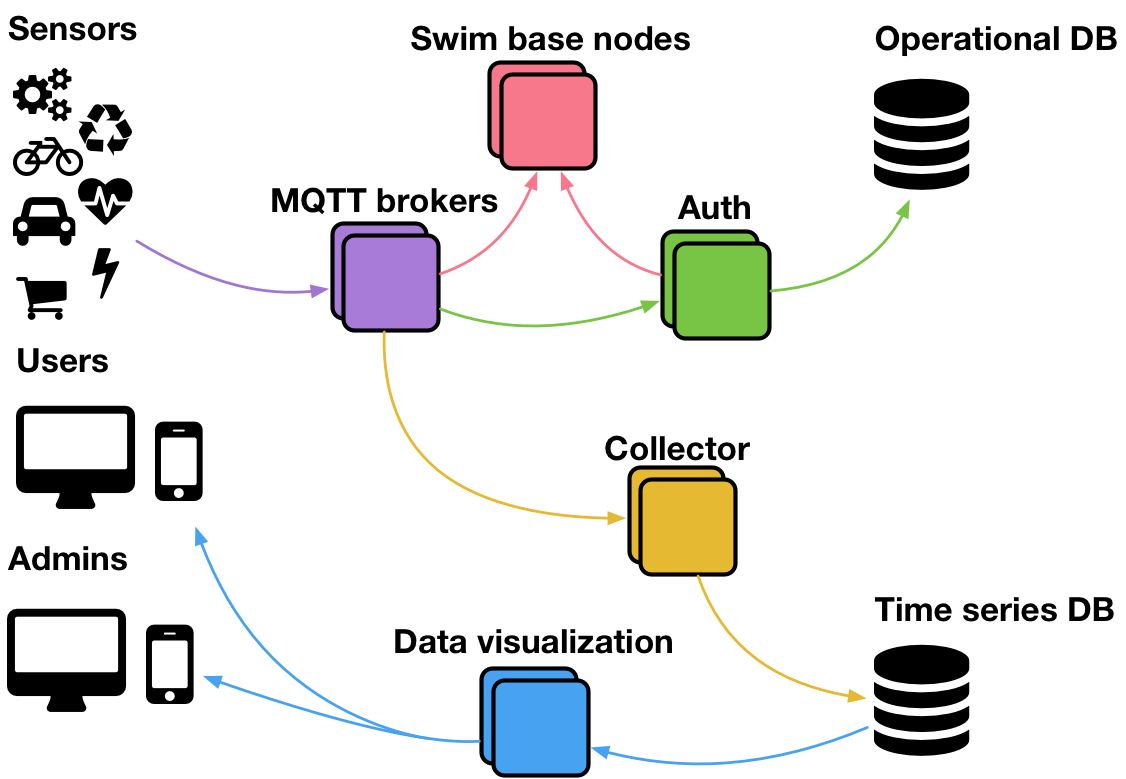 Sensors
Swim base nodes
Operational DB
MQTT brokers
Auth
Users
Collector
Admins
Time series DB
Data visualization